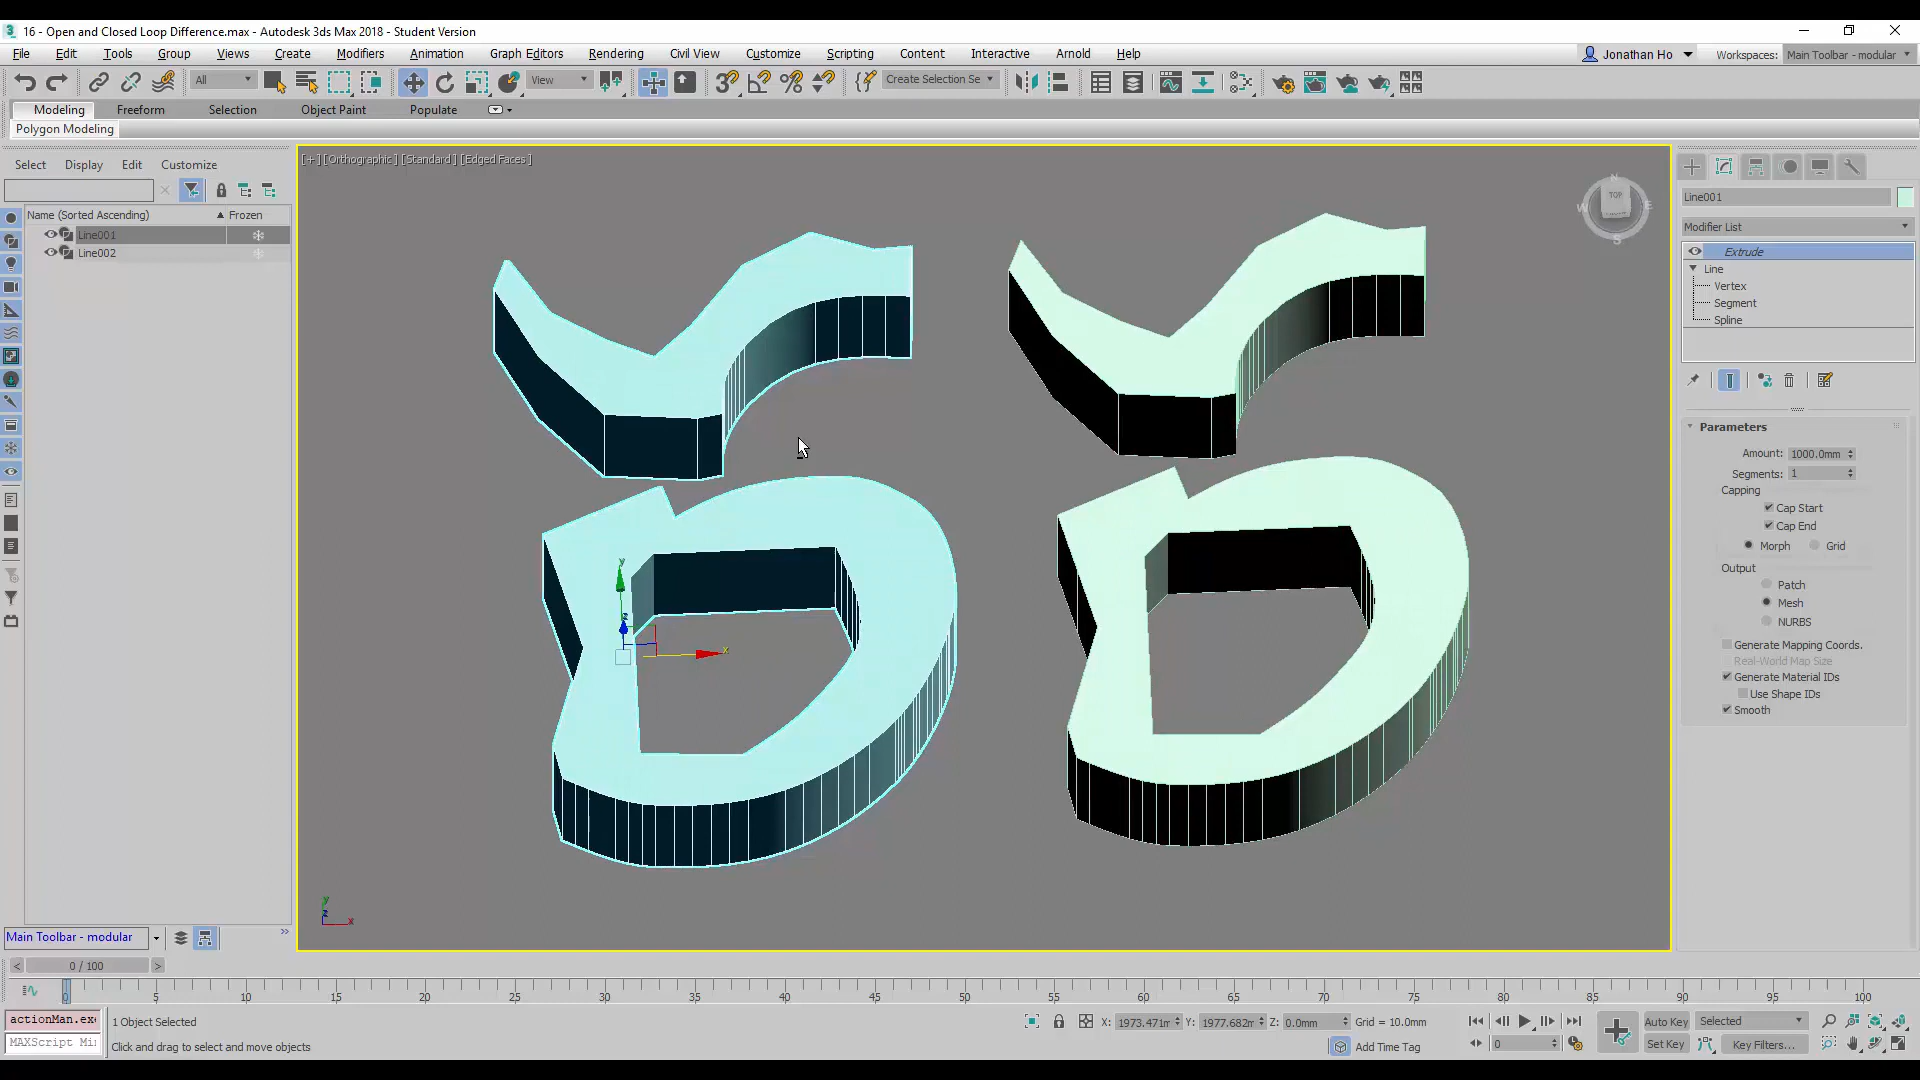 16 - Open and Closed Loop Difference.max - Autodesk 3ds Max 2018 - Student Version
File Edit Tools Group Views Create Modifiers Animation Graph Editors Rendering Civil View Customize Scripting Content Interactive Arnold Help Jonathan Ho Workspaces: Main Toolbar - modular
All View Create Selection Se
Modeling Freeform Selection Object Paint Populate
Polygon Modeling
Select Display Edit Customize
[+] [Orthographic ] [Standard ] [Edged Faces ]
Name (Sorted Ascending) Frozen
Line001
Line002
N
W TOP E
S
Line001
Modifier List
Extrude
Line
Vertex
Segment
Spline
Parameters
Amount: 1000.0mm
Segments: 1
Capping
Cap Start
Cap End
Morph Grid
Output
Patch
Mesh
NURBS
Generate Mapping Coords.
Real-World Map Size
Generate Material IDs
Use Shape IDs
Smooth
y
z
x
y
z
x
Main Toolbar - modular
0 / 100
0 5 10 15 20 25 30 35 40 45 50 55 60 65 70 75 80 85 90 95 100
actionMan.exe
1 Object Selected
X: 1973.471m Y: 1977.682m Z: 0.0mm Grid = 10.0mm
Auto Key Selected
MAXScript Mi
Click and drag to select and move objects
Add Time Tag
0
Set Key Key Filters...